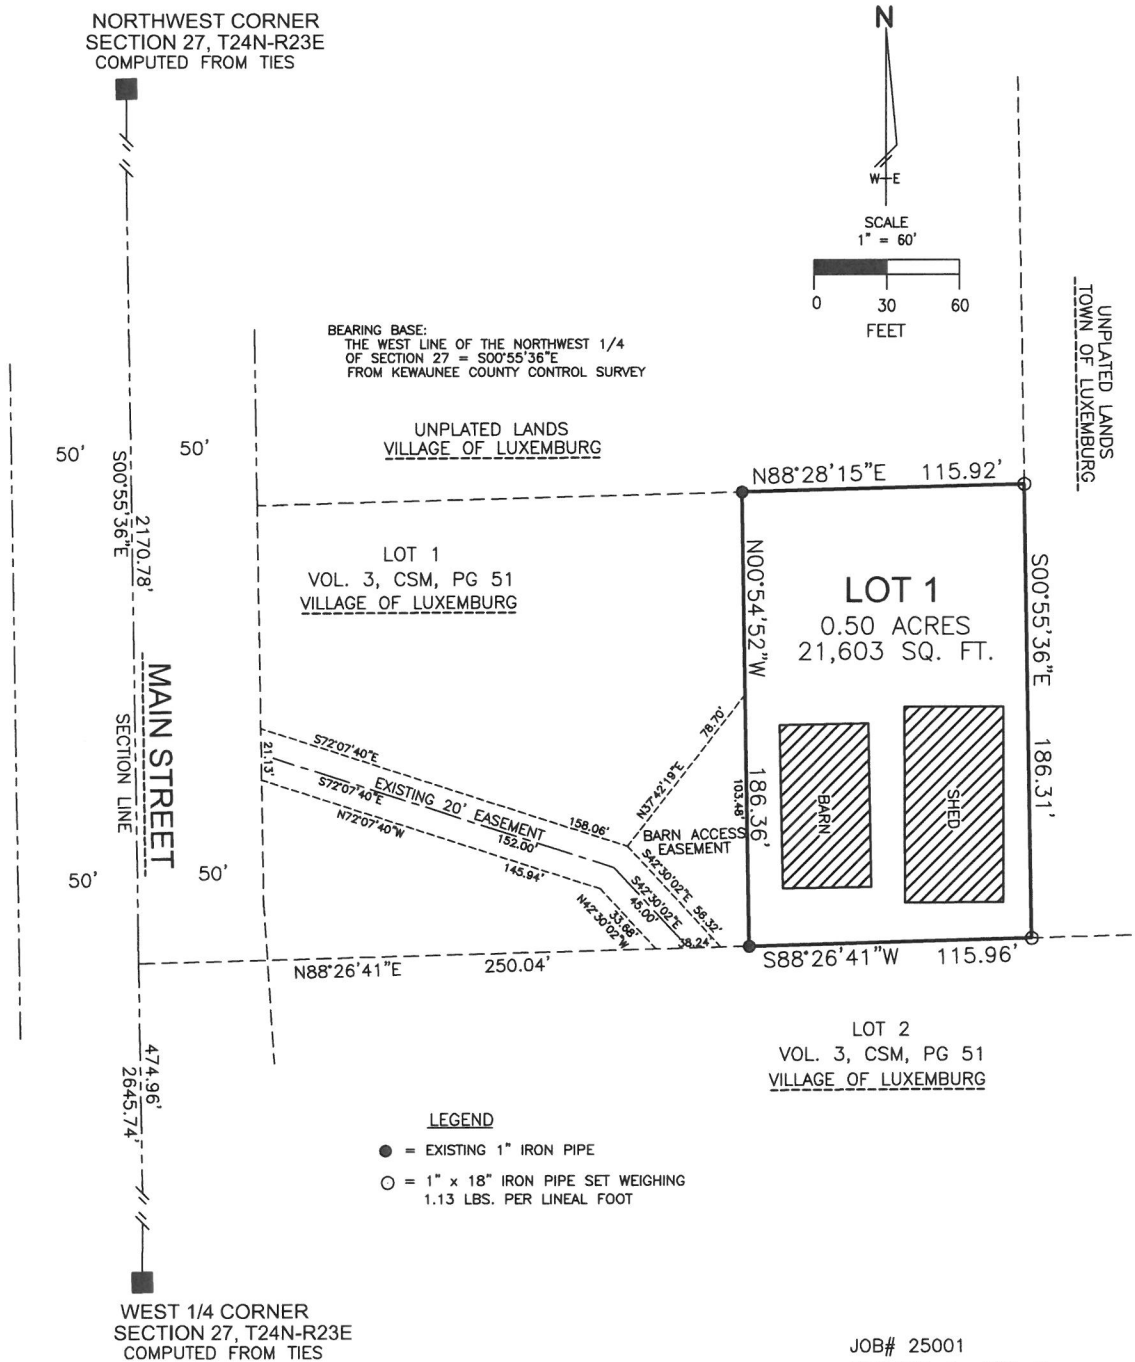 NORTHWEST CORNER
SECTION 27, T24N-R23E
COMPUTED FROM TIES
N
W E
SCALE
1" = 60'
0 30 60
FEET
BEARING BASE:
THE WEST LINE OF THE NORTHWEST 1/4
OF SECTION 27 = S00°55'36"E
FROM KEWAUNEE COUNTY CONTROL SURVEY
UNPLATED LANDS
TOWN OF LUXEMBURG
UNPLATED LANDS
VILLAGE OF LUXEMBURG
50'
50'
S00°55'36"E
2170.78'
N88°28'15"E 115.92'
LOT 1
VOL. 3, CSM, PG 51
VILLAGE OF LUXEMBURG
N00°54'52"W
186.36'
103.48'
LOT 1
0.50 ACRES
21,603 SQ. FT.
S00°55'36"E
186.31'
MAIN STREET
SECTION LINE
BARN
SHED
78.70'
N37°42'19"E
S72°07'40"E
158.06'
21.13'
EXISTING 20' EASEMENT
S72°07'40"E
152.00'
N72°07'40"W
145.94'
BARN ACCESS
EASEMENT
S42°30'02"E 56.32'
S42°30'02"E
45.00'
33.68'
N42°30'02"W
38.24'
50'
50'
N88°26'41"E 250.04'
S88°26'41"W 115.96'
LOT 2
VOL. 3, CSM, PG 51
VILLAGE OF LUXEMBURG
474.96'
2645.74'
LEGEND
= EXISTING 1" IRON PIPE
= 1" x 18" IRON PIPE SET WEIGHING
1.13 LBS. PER LINEAL FOOT
WEST 1/4 CORNER
SECTION 27, T24N-R23E
COMPUTED FROM TIES
JOB# 25001